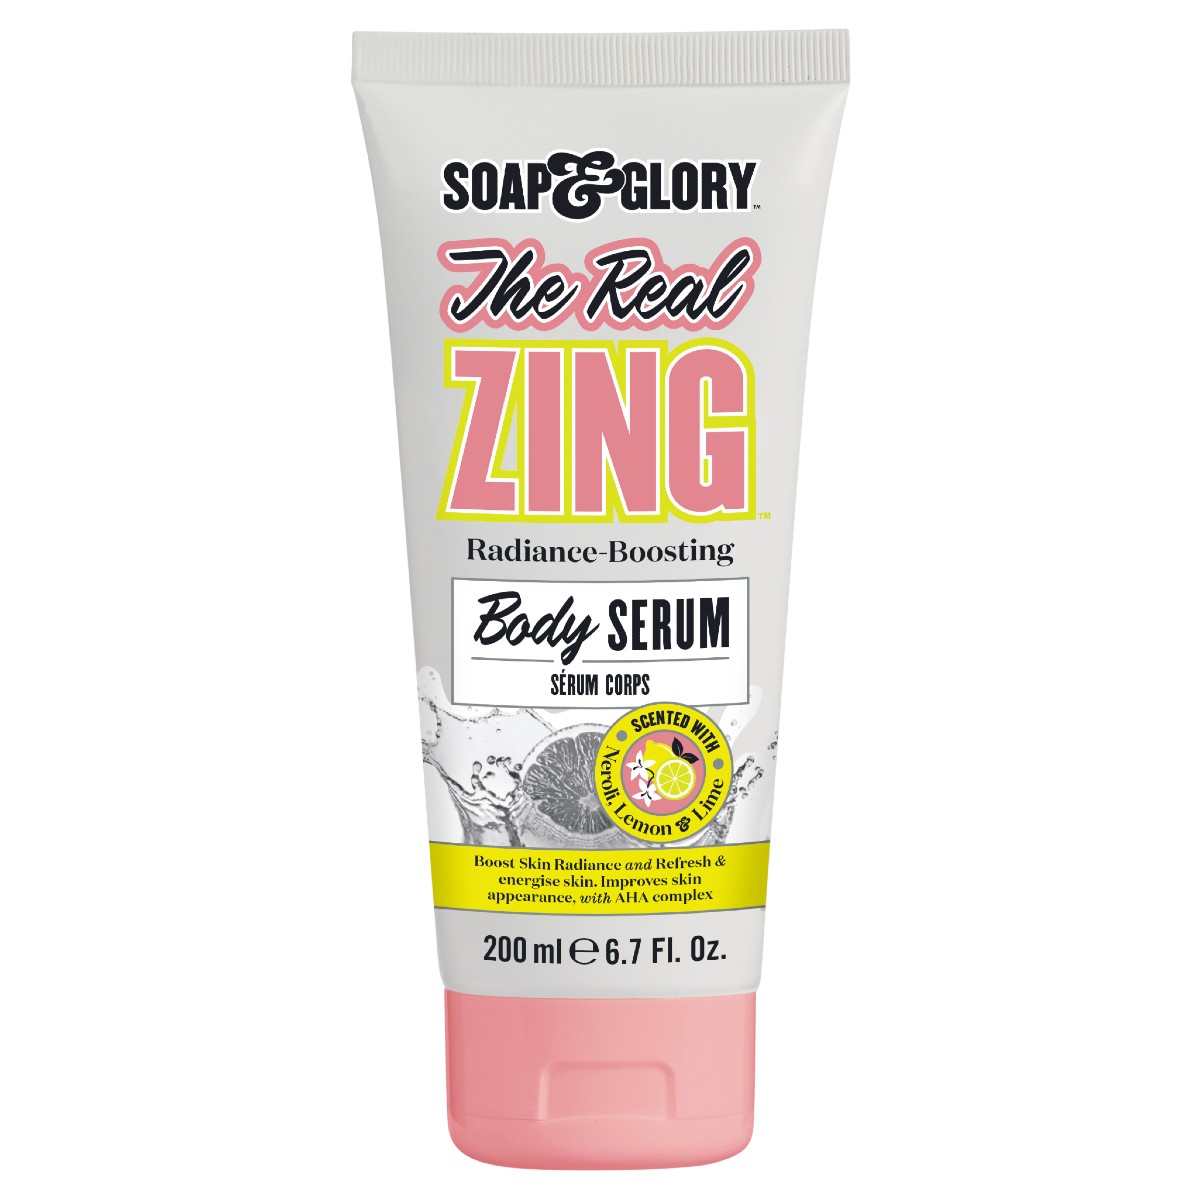 SOAP&GLORY™
The Real
ZING™
Radiance-Boosting
Body SERUM
SÉRUM CORPS
SCENTED WITH
Neroli, Lemon & Lime
Boost Skin Radiance and Refresh &
energise skin. Improves skin
appearance, with AHA complex
200 ml ℮ 6.7 Fl. Oz.